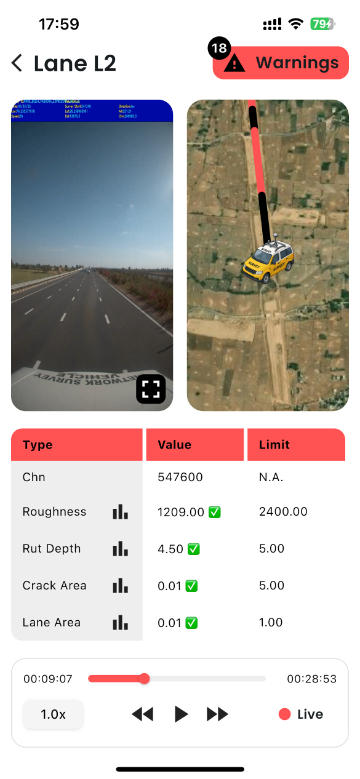 17:59
79
Lane L2
18
Warnings
NETWORK SURVEY
VEHICLE
Type Value Limit
Chn 547600 N.A.
Roughness 1209.00 ✅ 2400.00
Rut Depth 4.50 ✅ 5.00
Crack Area 0.01 ✅ 5.00
Lane Area 0.01 ✅ 1.00
00:09:07 00:28:53
1.0x Live